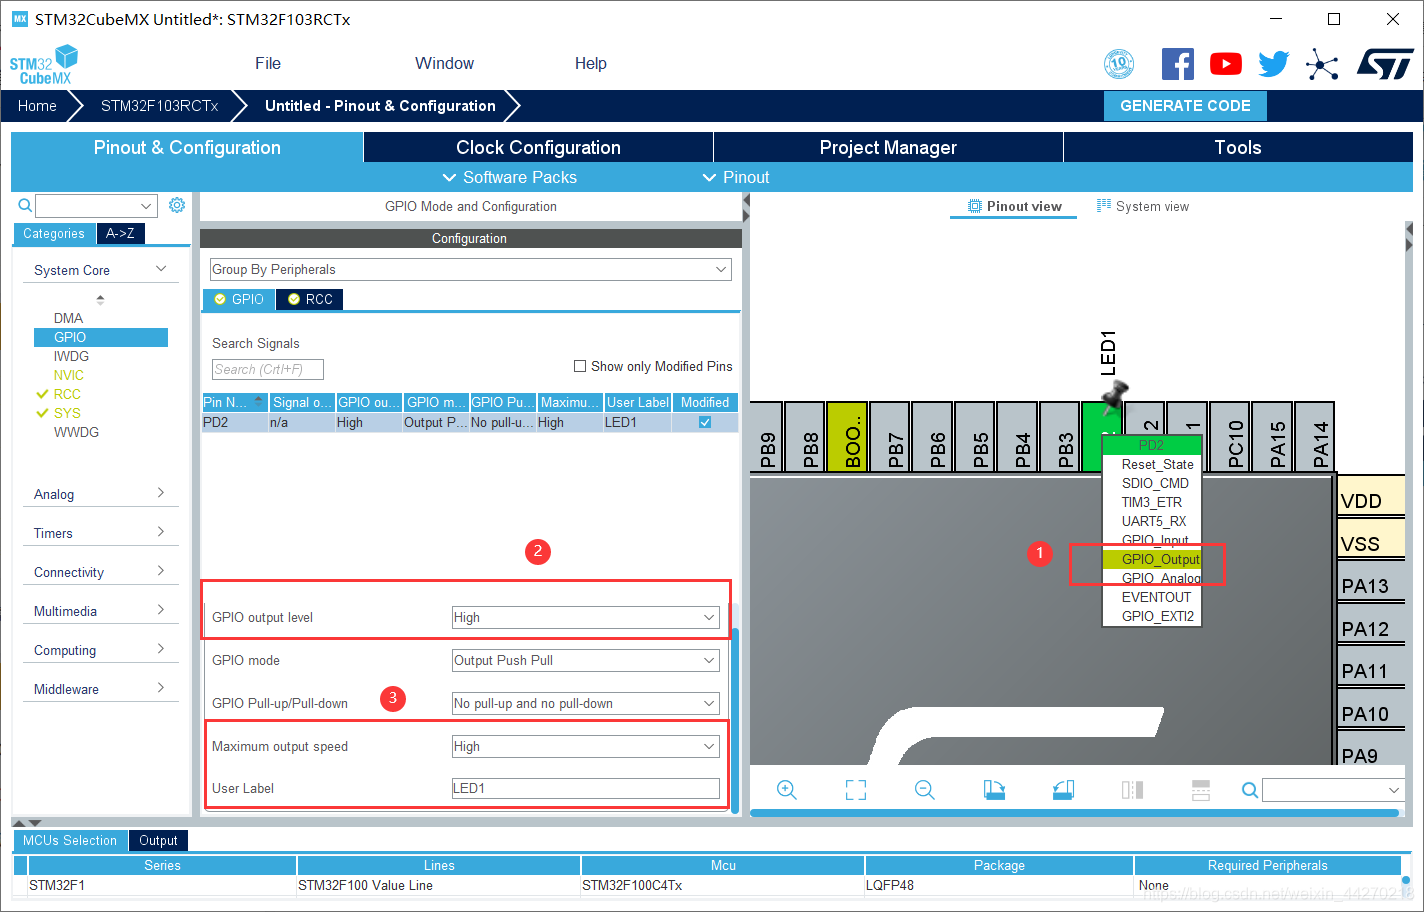 MX STM32CubeMX Untitled*: STM32F103RCTx
STM32
CubeMX
File
Window
Help
10
Home
STM32F103RCTx
Untitled - Pinout & Configuration
GENERATE CODE
Pinout & Configuration
Clock Configuration
Project Manager
Tools
Software Packs
Pinout
Categories
A->Z
System Core
DMA
GPIO
IWDG
NVIC
RCC
SYS
WWDG
Analog
Timers
Connectivity
Multimedia
Computing
Middleware
GPIO Mode and Configuration
Configuration
Group By Peripherals
GPIO
RCC
Search Signals
Search (Crtl+F)
Show only Modified Pins
Pin N...
Signal o...
GPIO ou...
GPIO m...
GPIO Pu...
Maximu...
User Label
Modified
PD2
n/a
High
Output P...
No pull-u...
High
LED1
2
GPIO output level
High
GPIO mode
Output Push Pull
GPIO Pull-up/Pull-down
3
No pull-up and no pull-down
Maximum output speed
High
User Label
LED1
Pinout view
System view
LED1
PB9
PB8
BOO..
PB7
PB6
PB5
PB4
PB3
2
1
PC10
PA15
PA14
PD2
Reset_State
SDIO_CMD
TIM3_ETR
UART5_RX
GPIO_Input
1
GPIO_Output
GPIO_Analog
EVENTOUT
GPIO_EXTI2
VDD
VSS
PA13
PA12
PA11
PA10
PA9
MCUs Selection
Output
Series
Lines
Mcu
Package
Required Peripherals
STM32F1
STM32F100 Value Line
STM32F100C4Tx
LQFP48
None
https://blog.csdn.net/weixin_44270218